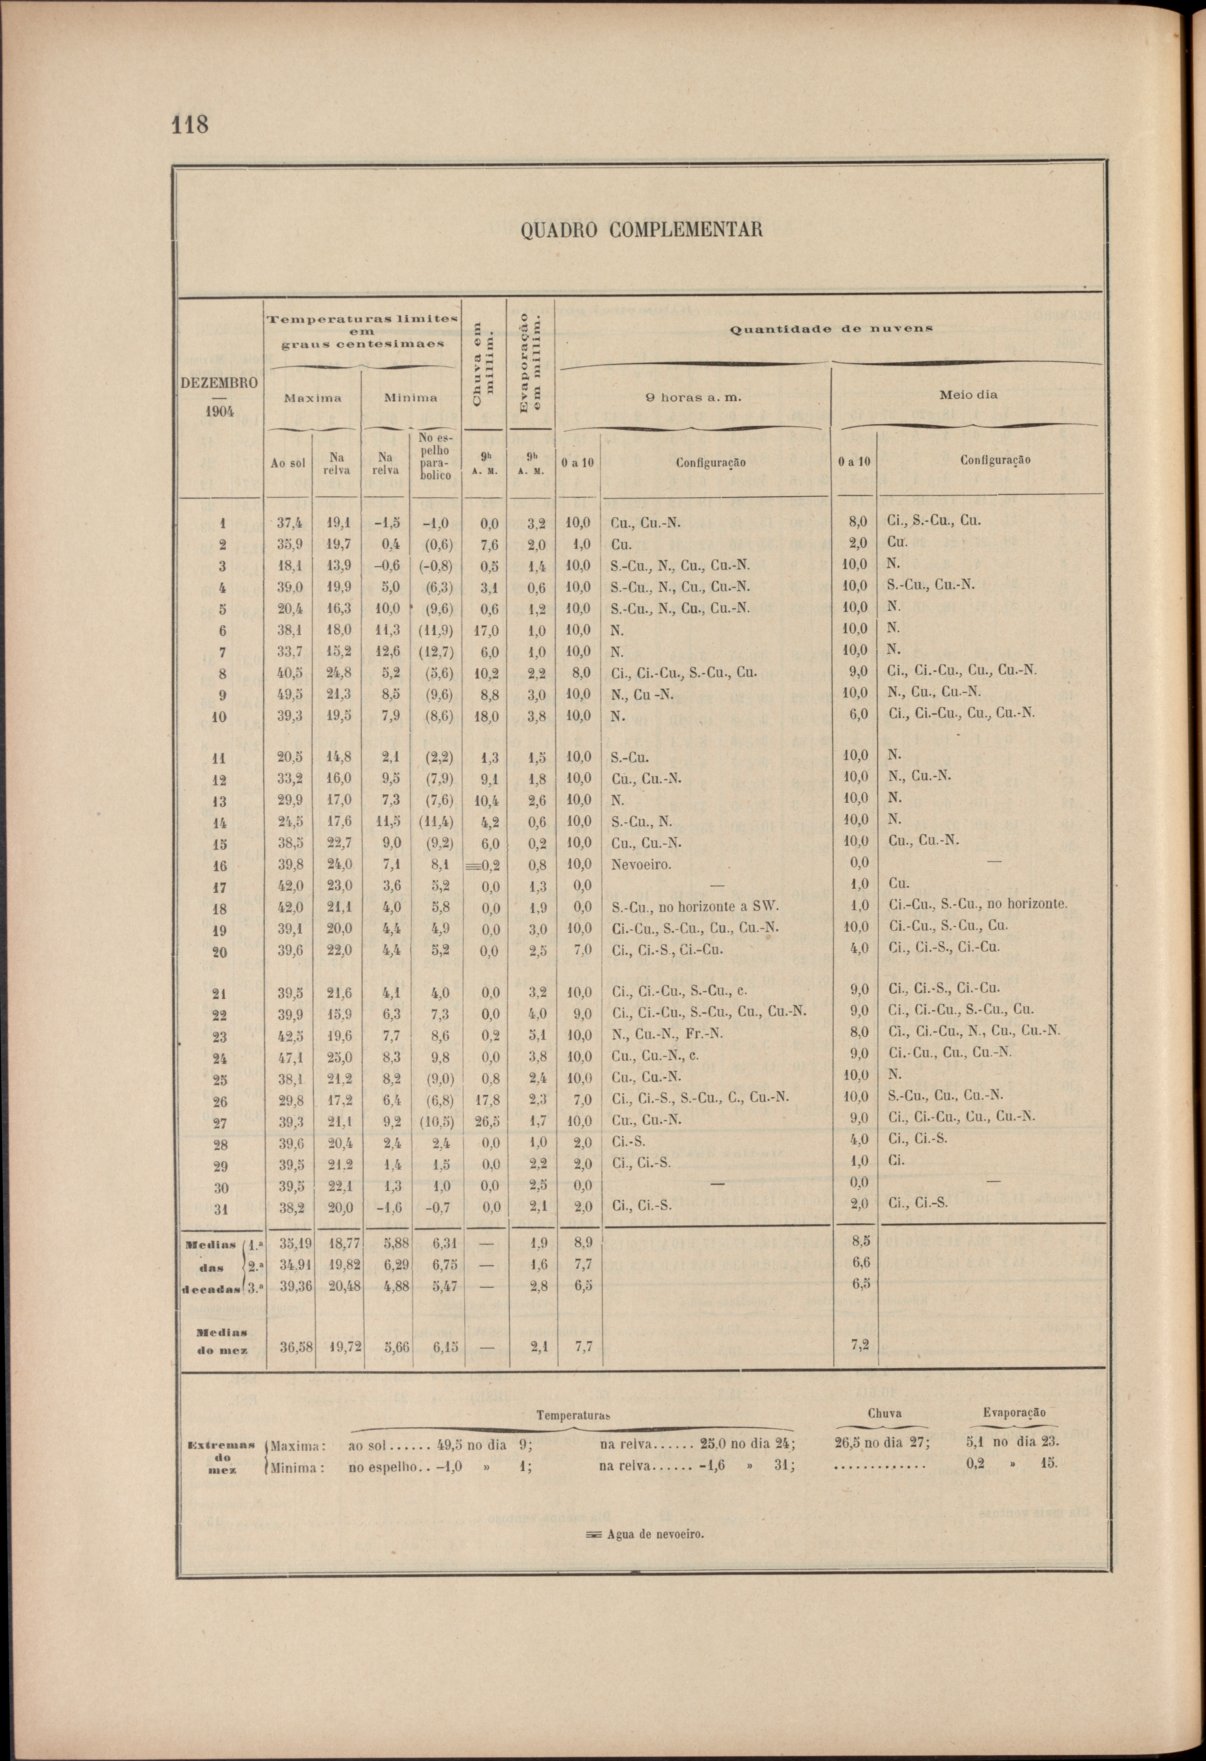 118
QUADRO COMPLEMENTAR
DEZEMBRO
—
1904
Temperaturas limites
em
graus centesimaes
Chuva em
millim.
Evaporação
em millim.
Quantidade de nuvens
Maxima Minima 9 horas a. m. Meio dia
Ao sol Na relva Na relva No es-pelho para-bolico 9h A. M. 9h A. M. 0 a 10 Configuração 0 a 10 Configuração
1 37,4 19,1 –1,5 –1,0 0,0 3,2 10,0 Cu., Cu.-N. 8,0 Ci., S.-Cu., Cu.
2 35,9 19,7 0,4 (0,6) 7,6 2,0 1,0 Cu. 2,0 Cu.
3 18,1 13,9 –0,6 (–0,8) 0,5 1,4 10,0 S.-Cu., N., Cu., Cu.-N. 10,0 N.
4 39,0 19,9 5,0 (6,3) 3,1 0,6 10,0 S.-Cu., N., Cu., Cu.-N. 10,0 S.-Cu., Cu.-N.
5 20,4 16,3 10,0 (9,6) 0,6 1,2 10,0 S.-Cu., N., Cu., Cu.-N. 10,0 N.
6 38,1 18,0 11,3 (11,9) 17,0 1,0 10,0 N. 10,0 N.
7 33,7 15,2 12,6 (12,7) 6,0 1,0 10,0 N. 10,0 N.
8 40,5 24,8 5,2 (5,6) 10,2 2,2 8,0 Ci., Ci.-Cu., S.-Cu., Cu. 9,0 Ci., Ci.-Cu., Cu., Cu.-N.
9 49,5 21,3 8,5 (9,6) 8,8 3,0 10,0 N., Cu -N. 10,0 N., Cu., Cu.-N.
10 39,3 19,5 7,9 (8,6) 18,0 3,8 10,0 N. 6,0 Ci., Ci.-Cu., Cu., Cu.-N.
11 20,5 14,8 2,1 (2,2) 1,3 1,5 10,0 S.-Cu. 10,0 N.
12 33,2 16,0 9,5 (7,9) 9,1 1,8 10,0 Cu., Cu.-N. 10,0 N., Cu.-N.
13 29,9 17,0 7,3 (7,6) 10,4 2,6 10,0 N. 10,0 N.
14 24,5 17,6 11,5 (11,4) 4,2 0,6 10,0 S.-Cu., N. 10,0 N.
15 38,5 22,7 9,0 (9,2) 6,0 0,2 10,0 Cu., Cu.-N. 10,0 Cu., Cu.-N.
16 39,8 24,0 7,1 8,1 ≡0,2 0,8 10,0 Nevoeiro. 0,0 —
17 42,0 23,0 3,6 5,2 0,0 1,3 0,0 — 1,0 Cu.
18 42,0 21,1 4,0 5,8 0,0 1,9 0,0 S.-Cu., no horizonte a SW. 1,0 Ci.-Cu., S.-Cu., no horizonte.
19 39,1 20,0 4,4 4,9 0,0 3,0 10,0 Ci.-Cu., S.-Cu., Cu., Cu.-N. 10,0 Ci.-Cu., S.-Cu., Cu.
20 39,6 22,0 4,4 5,2 0,0 2,5 7,0 Ci., Ci.-S., Ci.-Cu. 4,0 Ci., Ci.-S., Ci.-Cu.
21 39,5 21,6 4,1 4,0 0,0 3,2 10,0 Ci., Ci.-Cu., S.-Cu., c. 9,0 Ci., Ci.-S., Ci.-Cu.
22 39,9 15,9 6,3 7,3 0,0 4,0 9,0 Ci., Ci.-Cu., S.-Cu., Cu., Cu.-N. 9,0 Ci., Ci.-Cu., S.-Cu., Cu.
23 42,5 19,6 7,7 8,6 0,2 5,1 10,0 N., Cu.-N., Fr.-N. 8,0 Ci., Ci.-Cu., N., Cu., Cu.-N.
24 47,1 25,0 8,3 9,8 0,0 3,8 10,0 Cu., Cu.-N., c. 9,0 Ci.-Cu., Cu., Cu.-N.
25 38,1 21,2 8,2 (9,0) 0,8 2,4 10,0 Cu., Cu.-N. 10,0 N.
26 29,8 17,2 6,4 (6,8) 17,8 2,3 7,0 Ci., Ci.-S., S.-Cu., C., Cu.-N. 10,0 S.-Cu., Cu., Cu.-N.
27 39,3 21,1 9,2 (10,5) 26,5 1,7 10,0 Cu., Cu.-N. 9,0 Ci., Ci.-Cu., Cu., Cu.-N.
28 39,6 20,4 2,4 2,4 0,0 1,0 2,0 Ci.-S. 4,0 Ci., Ci.-S.
29 39,5 21,2 1,4 1,5 0,0 2,2 2,0 Ci., Ci.-S. 1,0 Ci.
30 39,5 22,1 1,3 1,0 0,0 2,5 0,0 — 0,0 —
31 38,2 20,0 –1,6 –0,7 0,0 2,1 2,0 Ci., Ci.-S. 2,0 Ci., Ci.-S.
Medias 1.ª 35,19 18,77 5,88 6,31 — 1,9 8,9 8,5
das 2.ª 34,91 19,82 6,29 6,75 — 1,6 7,7 6,6
decadas 3.ª 39,36 20,48 4,88 5,47 — 2,8 6,5 6,5
Medias
do mez 36,58 19,72 5,66 6,15 — 2,1 7,7 7,2
Temperaturas Chuva Evaporação
Extremas do mez
Maxima: ao sol...... 49,5 no dia 9; na relva...... 25,0 no dia 24; 26,5 no dia 27; 5,1 no dia 23.
Minima: no espelho.. –1,0 » 1; na relva...... –1,6 » 31; ............. 0,2 » 15.
≡ Agua de nevoeiro.